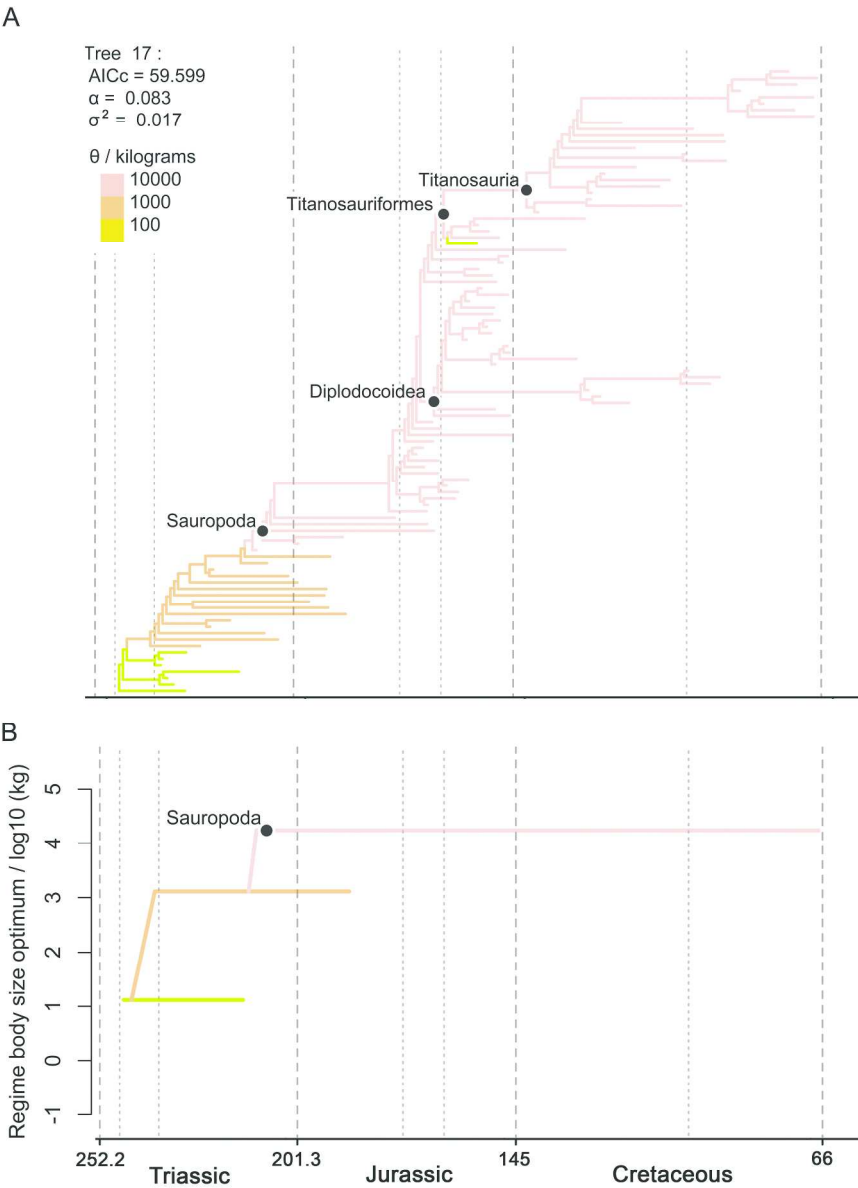 A
Tree 17 :
AICc = 59.599
α = 0.083
σ² = 0.017
θ / kilograms
10000
1000
100
Titanosauria
Titanosauriformes
Diplodocoidea
Sauropoda
B
Regime body size optimum / log10 (kg)
5
4
3
2
1
0
-1
Sauropoda
252.2
201.3
145
66
Triassic
Jurassic
Cretaceous